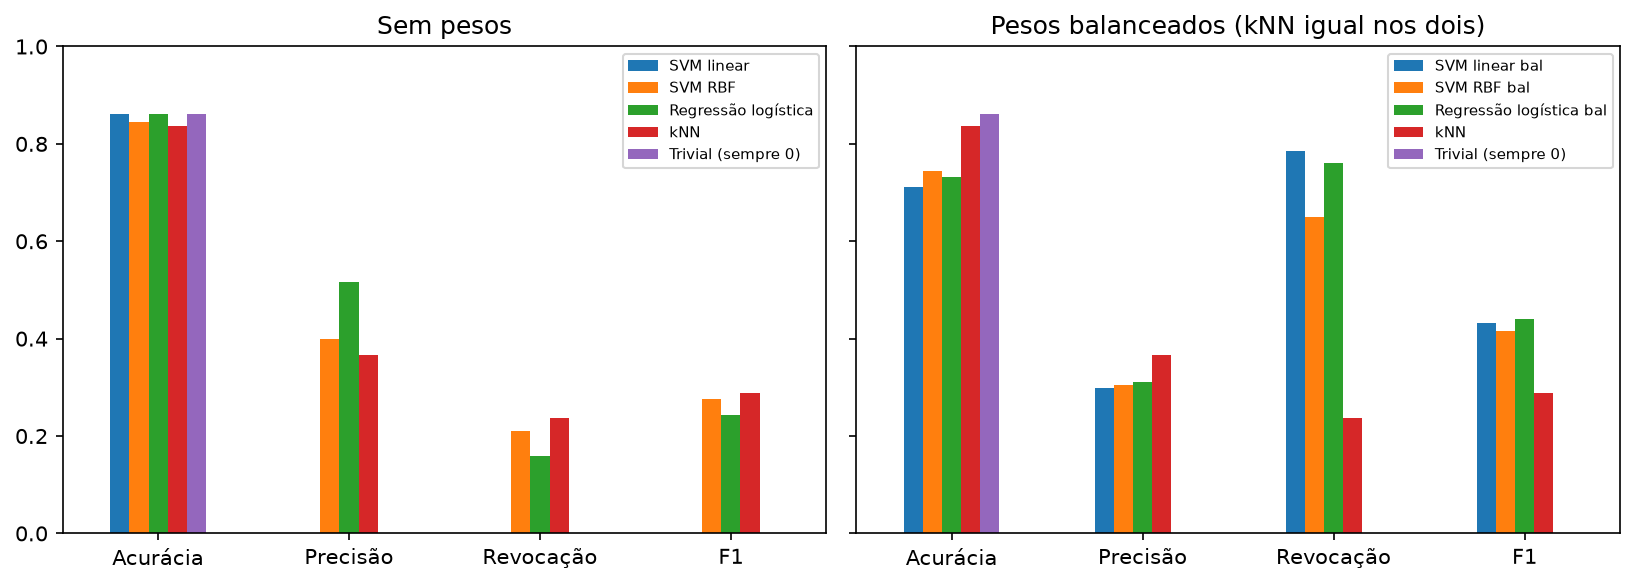 Sem pesos
1.0
0.8
0.6
0.4
0.2
0.0
SVM linear
SVM RBF
Regressão logística
kNN
Trivial (sempre 0)
Acurácia
Precisão
Revocação
F1
Pesos balanceados (kNN igual nos dois)
SVM linear bal
SVM RBF bal
Regressão logística bal
kNN
Trivial (sempre 0)
Acurácia
Precisão
Revocação
F1